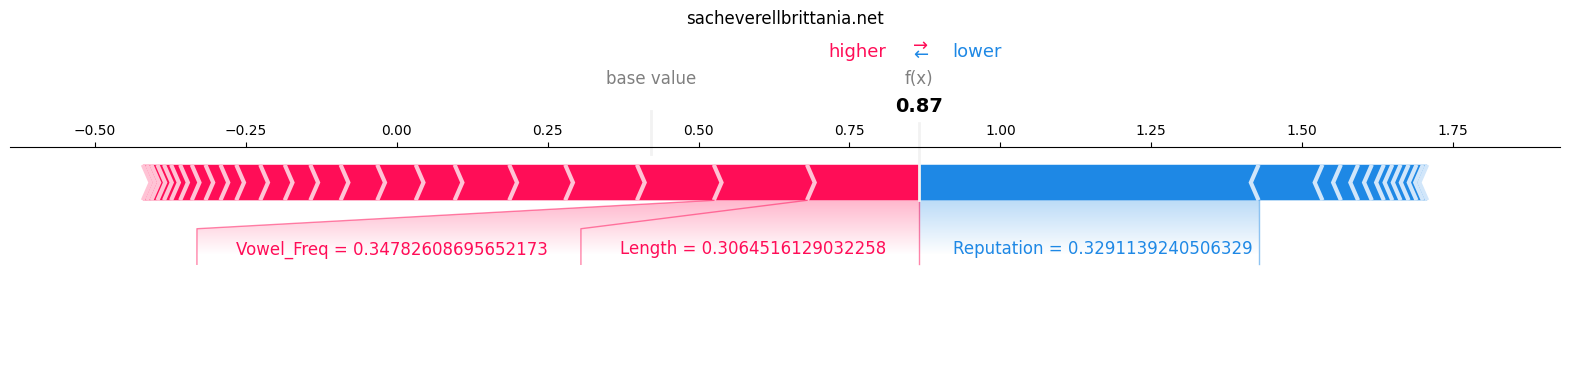 sacheverellbrittania.net
higher ⇄ lower
base value f(x)
0.87
−0.50 −0.25 0.00 0.25 0.50 0.75 1.00 1.25 1.50 1.75
Vowel_Freq = 0.34782608695652173 Length = 0.3064516129032258 Reputation = 0.3291139240506329